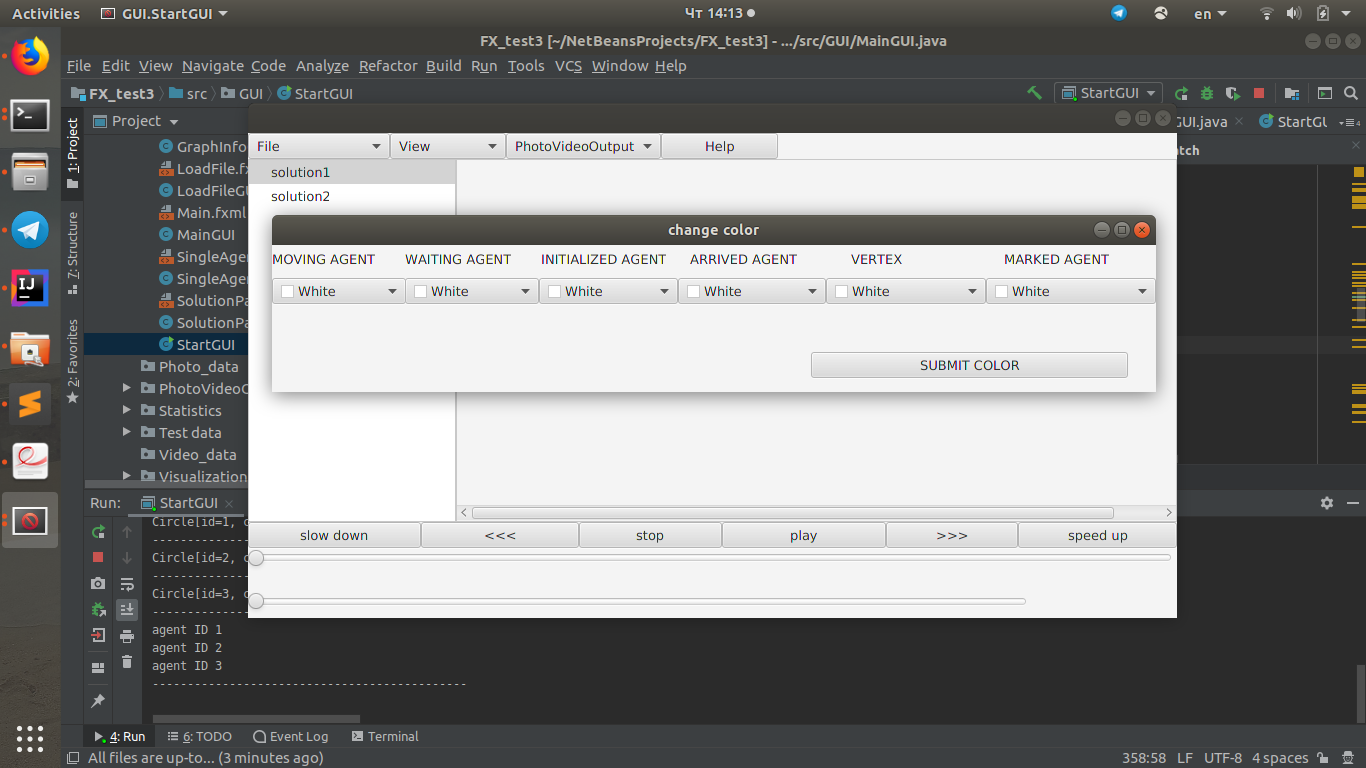 Activities GUI.StartGUI Чт 14:13 en
FX_test3 [~/NetBeansProjects/FX_test3] - .../src/GUI/MainGUI.java
File Edit View Navigate Code Analyze Refactor Build Run Tools VCS Window Help
FX_test3 src GUI StartGUI StartGUI
1: Project
7: Structure
2: Favorites
Project
GraphInfo
LoadFile.fx
LoadFileGU
Main.fxml
MainGUI
SingleAgen
SingleAgen
SolutionPa
SolutionPa
StartGUI
Photo_data
PhotoVideoO
Statistics
Test data
Video_data
Visualization
GUI.java StartGU
tch
File View PhotoVideoOutput Help
solution1
solution2
change color
MOVING AGENT WAITING AGENT INITIALIZED AGENT ARRIVED AGENT VERTEX MARKED AGENT
White White White White White White
SUBMIT COLOR
slow down <<< stop play >>> speed up
Run: StartGUI
Circle[id=1, c
Circle[id=2, c
Circle[id=3, c
agent ID 1
agent ID 2
agent ID 3
-------------------------------------------
4: Run 6: TODO Event Log Terminal
All files are up-to... (3 minutes ago) 358:58 LF UTF-8 4 spaces